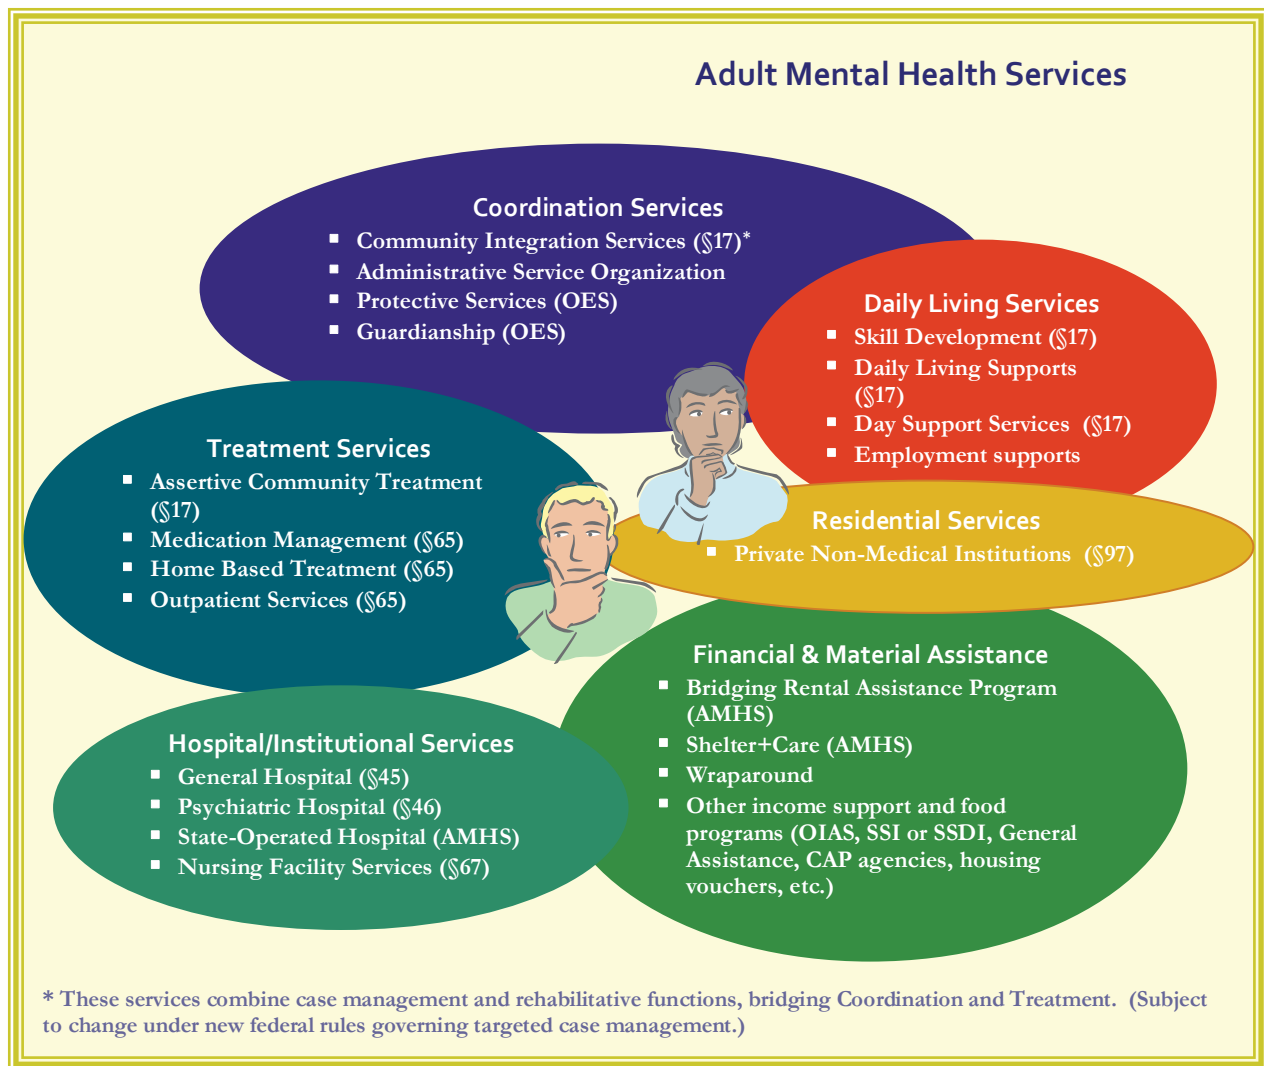 Adult Mental Health Services
Coordination Services
▪ Community Integration Services (§17)*
▪ Administrative Service Organization
▪ Protective Services (OES)
▪ Guardianship (OES)
Daily Living Services
▪ Skill Development (§17)
▪ Daily Living Supports
(§17)
▪ Day Support Services (§17)
▪ Employment supports
Treatment Services
▪ Assertive Community Treatment
(§17)
▪ Medication Management (§65)
▪ Home Based Treatment (§65)
▪ Outpatient Services (§65)
Residential Services
▪ Private Non-Medical Institutions (§97)
Financial & Material Assistance
▪ Bridging Rental Assistance Program
(AMHS)
▪ Shelter+Care (AMHS)
▪ Wraparound
▪ Other income support and food
programs (OIAS, SSI or SSDI, General
Assistance, CAP agencies, housing
vouchers, etc.)
Hospital/Institutional Services
▪ General Hospital (§45)
▪ Psychiatric Hospital (§46)
▪ State-Operated Hospital (AMHS)
▪ Nursing Facility Services (§67)
* These services combine case management and rehabilitative functions, bridging Coordination and Treatment. (Subject
to change under new federal rules governing targeted case management.)